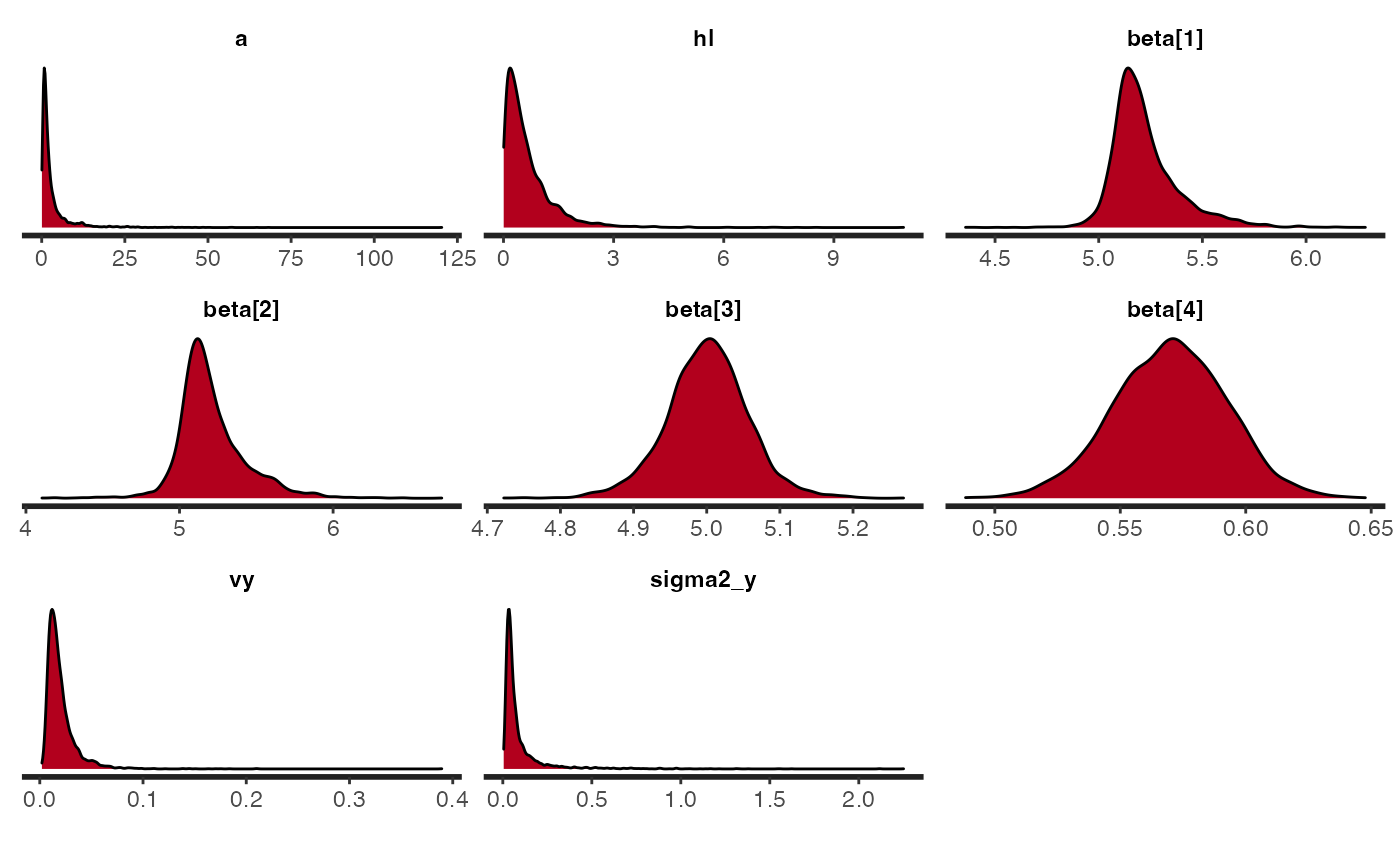 a hl beta[1]
0 25 50 75 100 125 0 3 6 9 4.5 5.0 5.5 6.0
beta[2] beta[3] beta[4]
4 5 6 4.7 4.8 4.9 5.0 5.1 5.2 0.50 0.55 0.60 0.65
vy sigma2_y
0.0 0.1 0.2 0.3 0.4 0.0 0.5 1.0 1.5 2.0